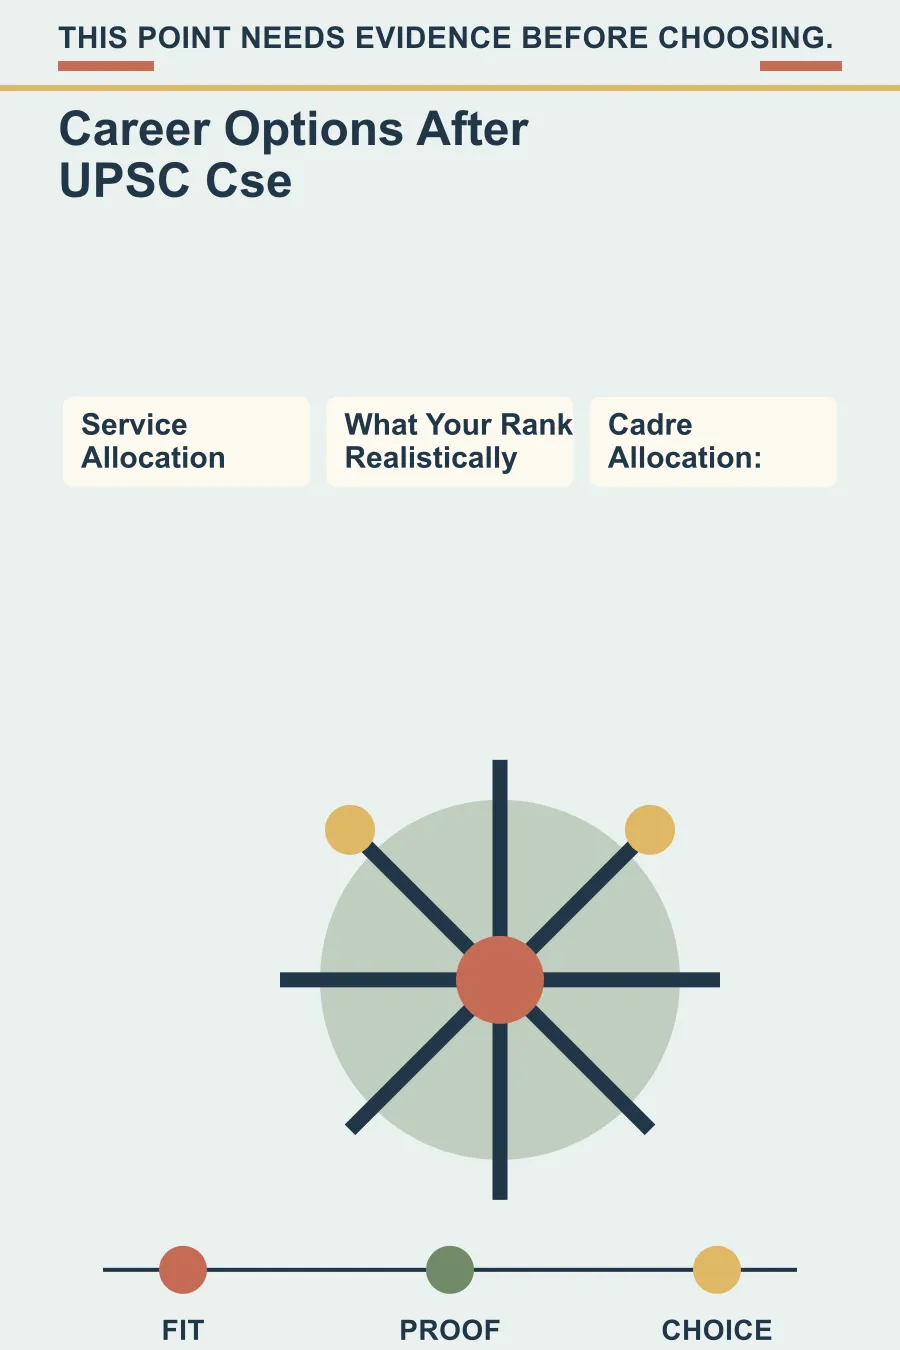 THIS POINT NEEDS EVIDENCE BEFORE CHOOSING.
Career Options After
UPSC Cse
Service
Allocation
What Your Rank
Realistically
Cadre
Allocation:
FIT
PROOF
CHOICE